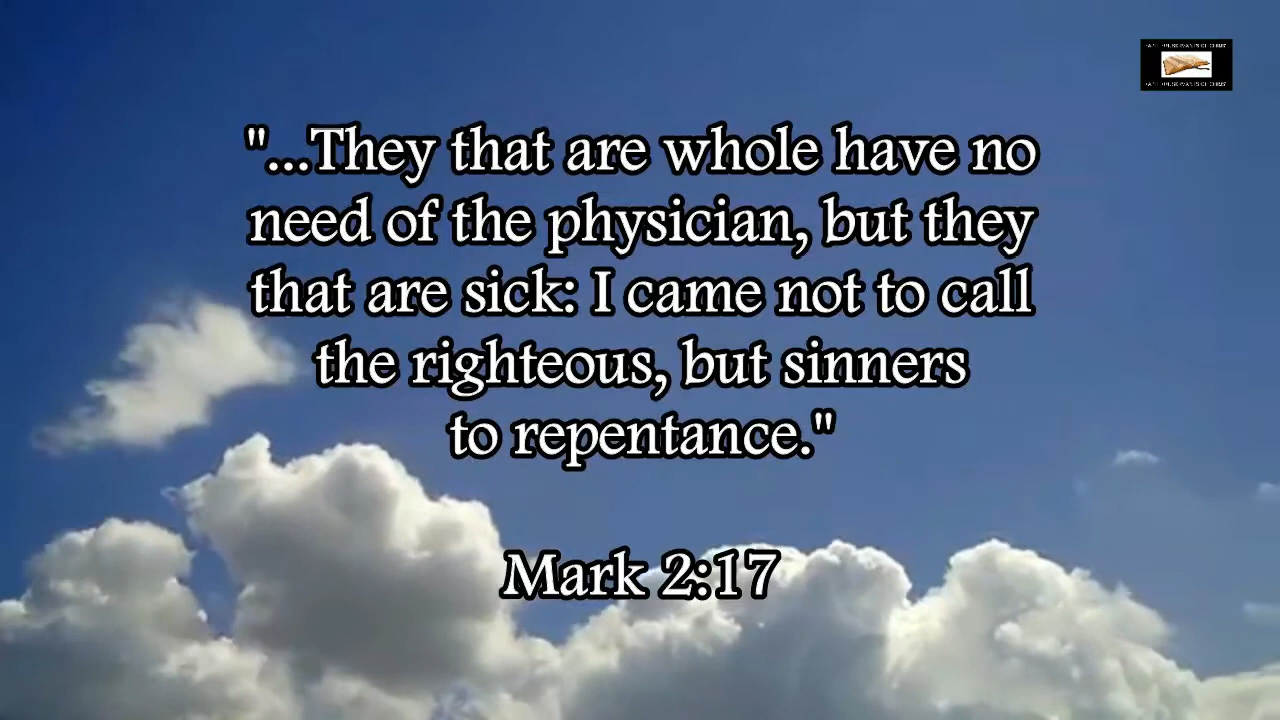 "...They that are whole have no
need of the physician, but they
that are sick: I came not to call
the righteous, but sinners
to repentance."
Mark 2:17